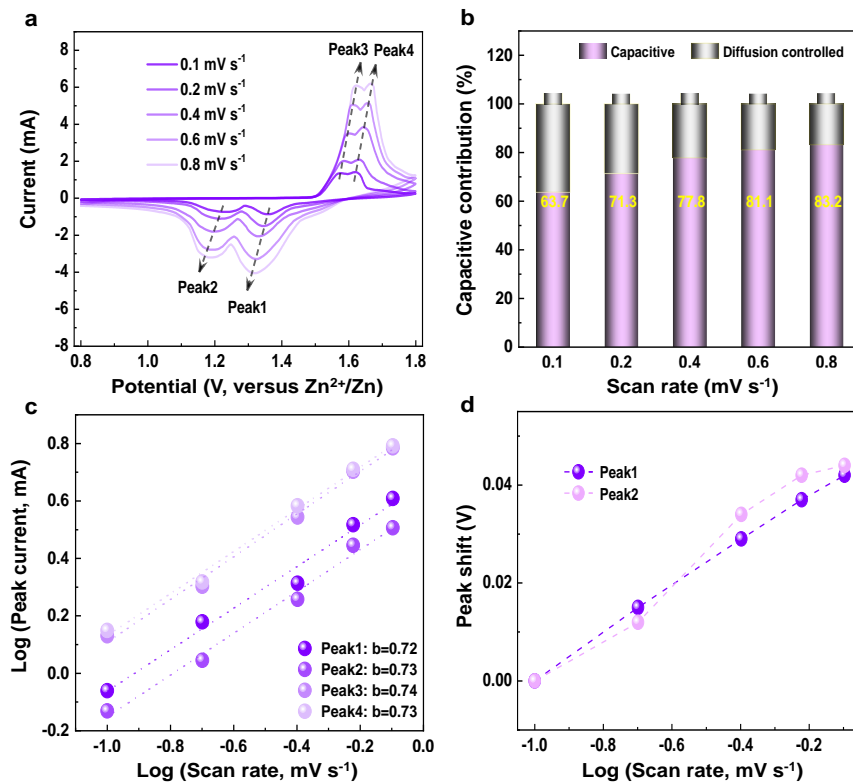 a
0.1 mV s⁻¹
0.2 mV s⁻¹
0.4 mV s⁻¹
0.6 mV s⁻¹
0.8 mV s⁻¹
Peak3
Peak4
Peak2
Peak1
Current (mA)
8
6
4
2
0
-2
-4
-6
-8
0.8 1.0 1.2 1.4 1.6 1.8
Potential (V, versus Zn²⁺/Zn)
b
Capacitive
Diffusion controlled
Capacitive contribution (%)
120
100
80
60
40
20
0
63.7 71.3 77.8 81.1 83.2
0.1 0.2 0.4 0.6 0.8
Scan rate (mV s⁻¹)
c
Log (Peak current, mA)
0.8
0.6
0.4
0.2
0.0
-0.2
Peak1: b=0.72
Peak2: b=0.73
Peak3: b=0.74
Peak4: b=0.73
-1.0 -0.8 -0.6 -0.4 -0.2 0.0
Log (Scan rate, mV s⁻¹)
d
Peak1
Peak2
Peak shift (V)
0.04
0.02
0.00
-1.0 -0.8 -0.6 -0.4 -0.2
Log (Scan rate, mV s⁻¹)